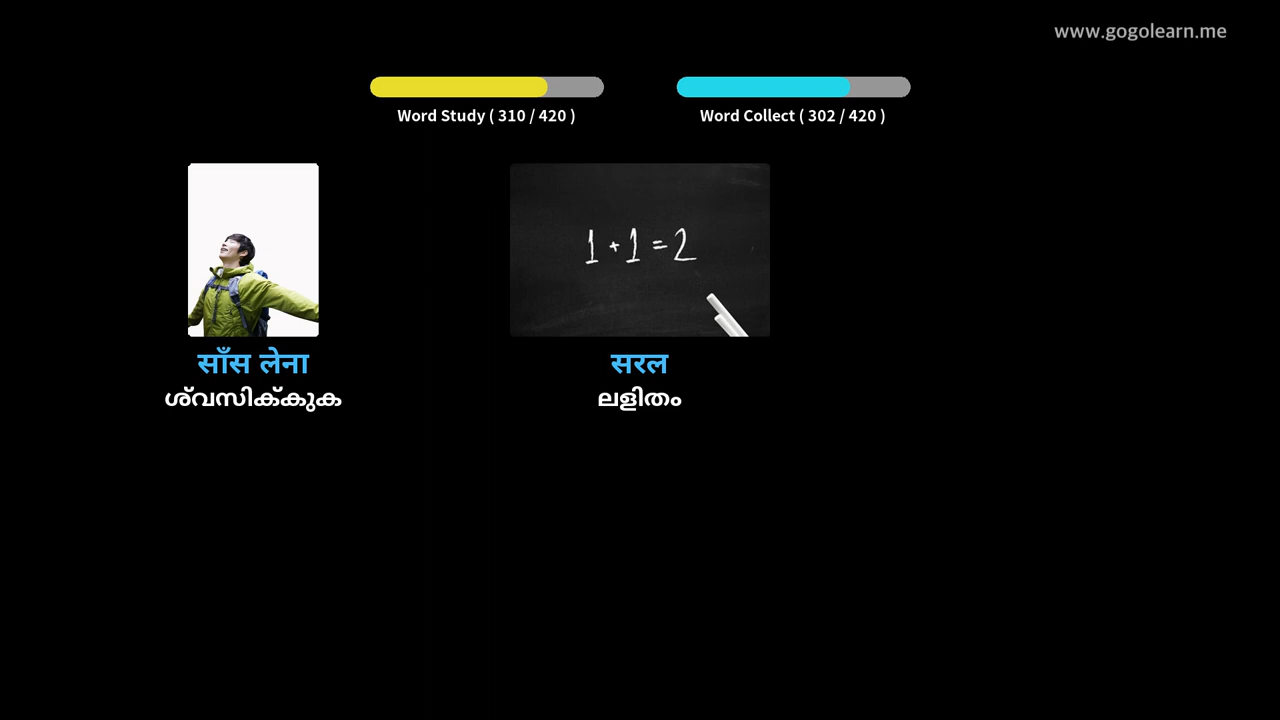 www.gogolearn.me
Word Study ( 310 / 420 )
Word Collect ( 302 / 420 )
1 + 1 = 2
साँस लेना
सरल
ശ്വസിക്കുക
ലളിതം